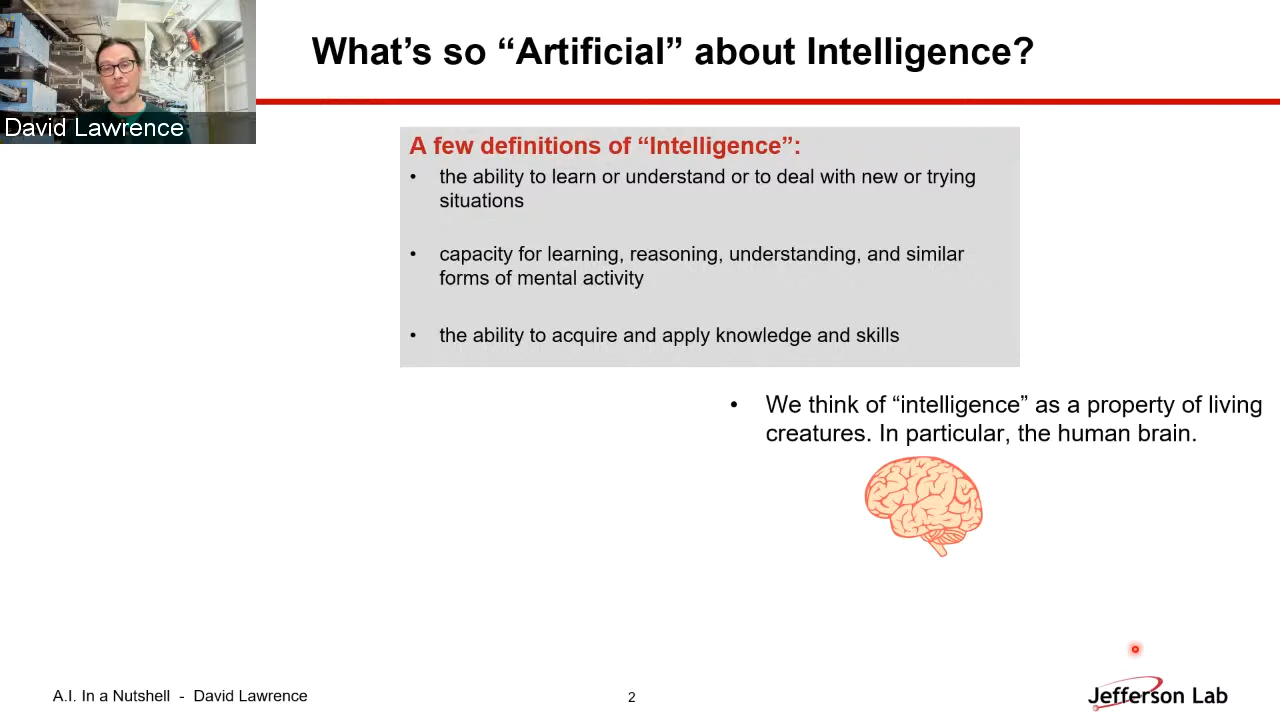 What's so “Artificial” about Intelligence?
David Lawrence
A few definitions of “Intelligence”:
• the ability to learn or understand or to deal with new or trying
situations
• capacity for learning, reasoning, understanding, and similar
forms of mental activity
• the ability to acquire and apply knowledge and skills
• We think of “intelligence” as a property of living
creatures. In particular, the human brain.
A.I. In a Nutshell - David Lawrence
2
Jefferson Lab